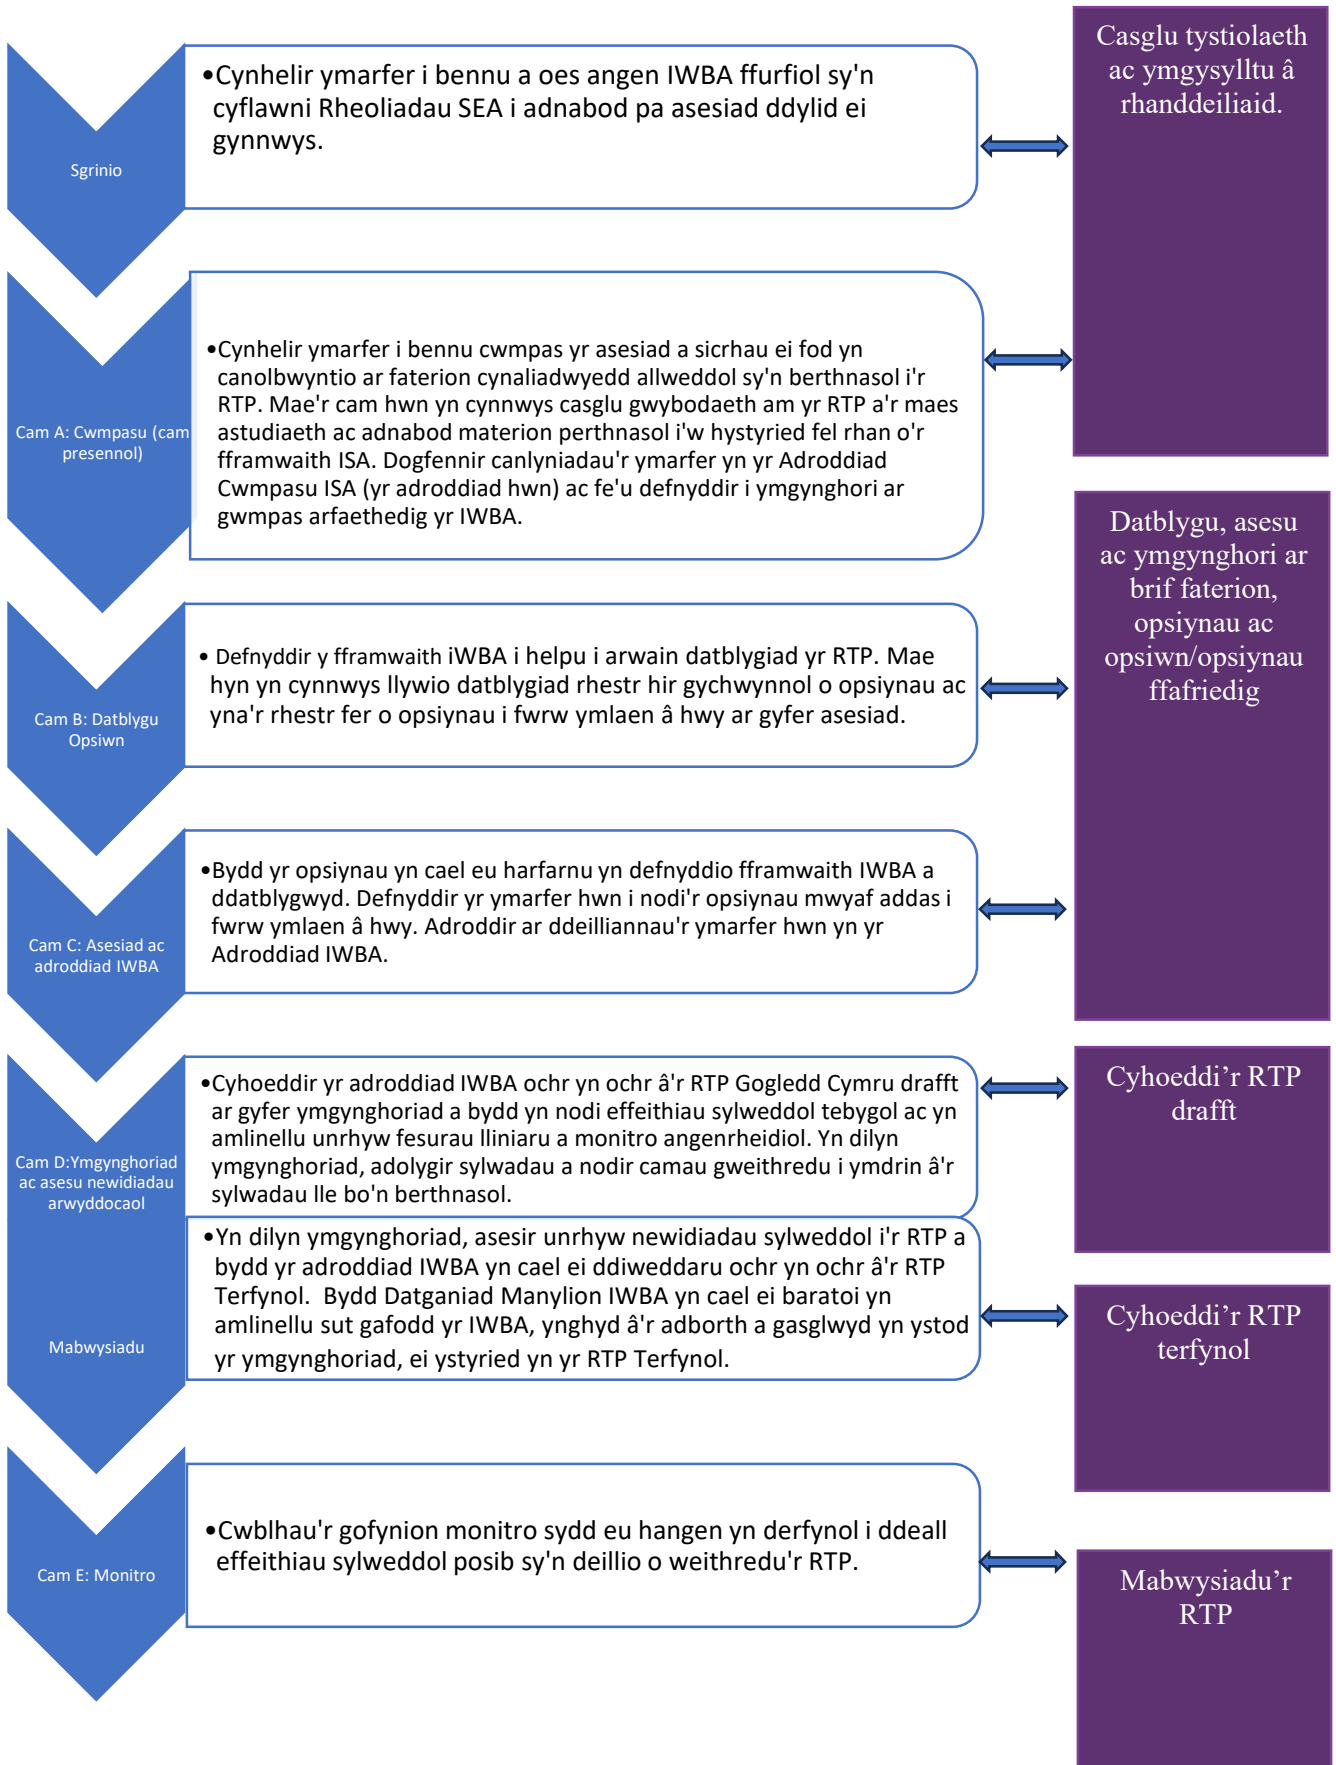 Sgrinio
•Cynhelir ymarfer i bennu a oes angen IWBA ffurfiol sy'n
cyflawni Rheoliadau SEA i adnabod pa asesiad ddylid ei
gynnwys.
Casglu tystiolaeth
ac ymgysylltu â
rhanddeiliaid.
Cam A: Cwmpasu (cam
presennol)
•Cynhelir ymarfer i bennu cwmpas yr asesiad a sicrhau ei fod yn
canolbwyntio ar faterion cynaliadwyedd allweddol sy'n berthnasol i'r
RTP. Mae'r cam hwn yn cynnwys casglu gwybodaeth am yr RTP a'r maes
astudiaeth ac adnabod materion perthnasol i'w hystyried fel rhan o'r
fframwaith ISA. Dogfennir canlyniadau'r ymarfer yn yr Adroddiad
Cwmpasu ISA (yr adroddiad hwn) ac fe'u defnyddir i ymgynghori ar
gwmpas arfaethedig yr IWBA.
Datblygu, asesu
ac ymgynghori ar
brif faterion,
opsiynau ac
opsiwn/opsiynau
ffafriedig
Cam B: Datblygu
Opsiwn
• Defnyddir y fframwaith iWBA i helpu i arwain datblygiad yr RTP. Mae
hyn yn cynnwys llywio datblygiad rhestr hir gychwynnol o opsiynau ac
yna'r rhestr fer o opsiynau i fwrw ymlaen â hwy ar gyfer asesiad.
Cam C: Asesiad ac
adroddiad IWBA
•Bydd yr opsiynau yn cael eu harfarnu yn defnyddio fframwaith IWBA a
ddatblygwyd. Defnyddir yr ymarfer hwn i nodi'r opsiynau mwyaf addas i
fwrw ymlaen â hwy. Adroddir ar ddeilliannau'r ymarfer hwn yn yr
Adroddiad IWBA.
Cam D:Ymgynghoriad
ac asesu newidiadau
arwyddocaol
•Cyhoeddir yr adroddiad IWBA ochr yn ochr â'r RTP Gogledd Cymru drafft
ar gyfer ymgynghoriad a bydd yn nodi effeithiau sylweddol tebygol ac yn
amlinellu unrhyw fesurau lliniaru a monitro angenrheidiol. Yn dilyn
ymgynghoriad, adolygir sylwadau a nodir camau gweithredu i ymdrin â'r
sylwadau lle bo'n berthnasol.
Cyhoeddi'r RTP
drafft
Mabwysiadu
•Yn dilyn ymgynghoriad, asesir unrhyw newidiadau sylweddol i'r RTP a
bydd yr adroddiad IWBA yn cael ei ddiweddaru ochr yn ochr â'r RTP
Terfynol.  Bydd Datganiad Manylion IWBA yn cael ei baratoi yn
amlinellu sut gafodd yr IWBA, ynghyd â'r adborth a gasglwyd yn ystod
yr ymgynghoriad, ei ystyried yn yr RTP Terfynol.
Cyhoeddi'r RTP
terfynol
Cam E: Monitro
•Cwblhau'r gofynion monitro sydd eu hangen yn derfynol i ddeall
effeithiau sylweddol posib sy'n deillio o weithredu'r RTP.
Mabwysiadu’r
RTP